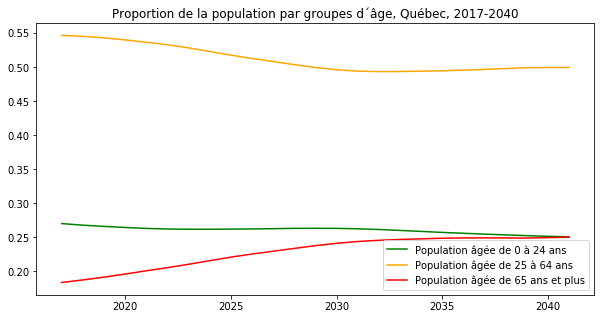 Proportion de la population par groupes d´âge, Québec, 2017-2040
0.55
0.50
0.45
0.40
0.35
0.30
0.25
0.20
Population âgée de 0 à 24 ans
Population âgée de 25 à 64 ans
Population âgée de 65 ans et plus
2020 2025 2030 2035 2040